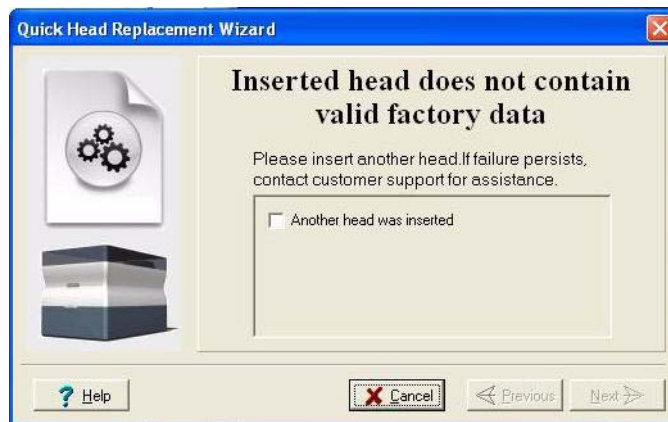 Quick Head Replacement Wizard
Inserted head does not contain
valid factory data
Please insert another head.If failure persists,
contact customer support for assistance.
Another head was inserted
? Help
Cancel
Previous
Next